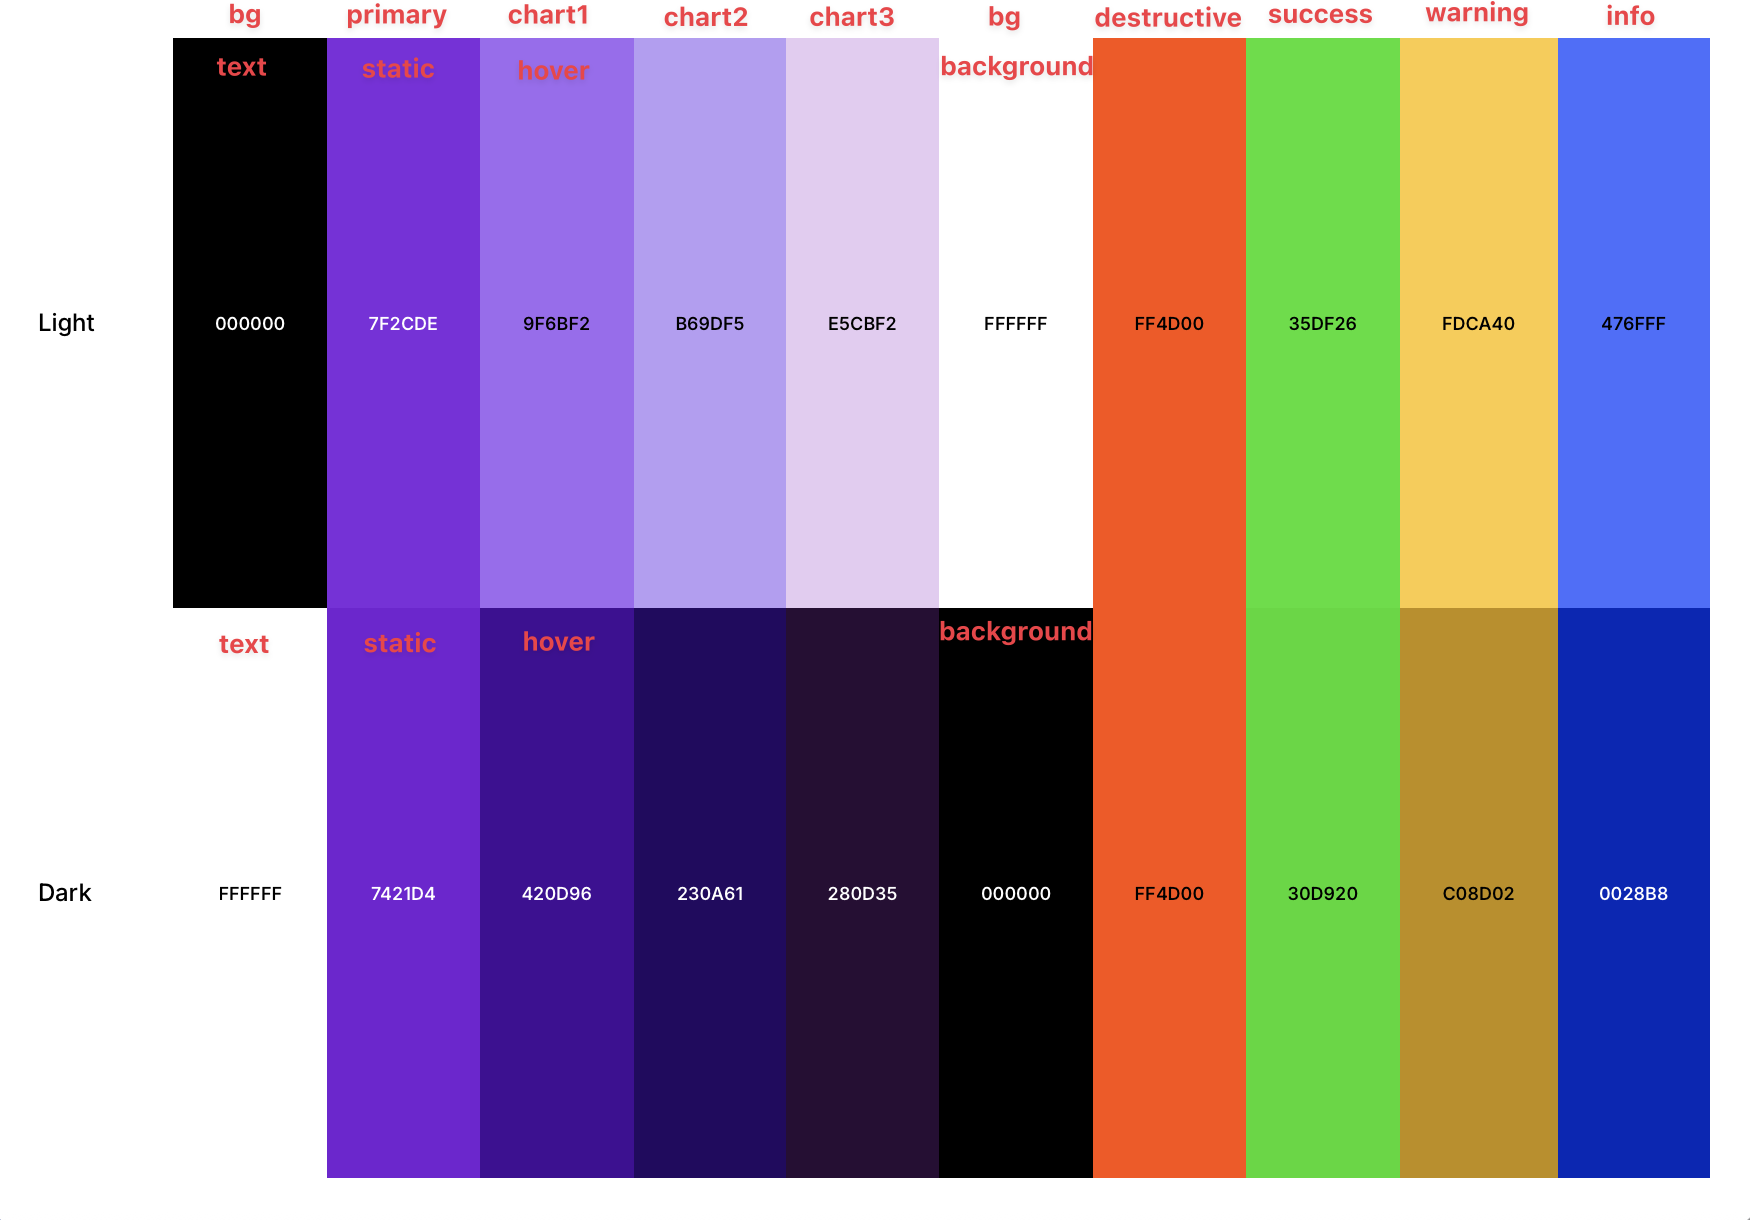 bg primary chart1 chart2 chart3 bg destructive success warning info
text static hover background
Light 000000 7F2CDE 9F6BF2 B69DF5 E5CBF2 FFFFFF FF4D00 35DF26 FDCA40 476FFF
text static hover background
Dark FFFFFF 7421D4 420D96 230A61 280D35 000000 FF4D00 30D920 C08D02 0028B8